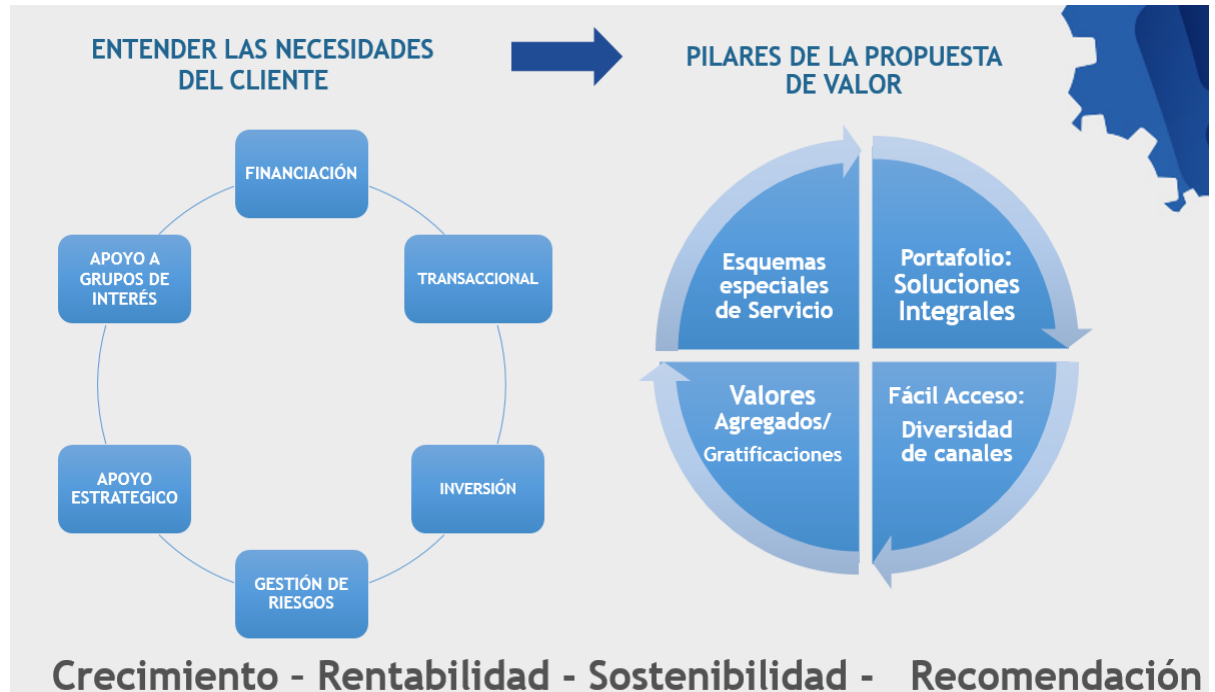 ENTENDER LAS NECESIDADES
DEL CLIENTE
FINANCIACIÓN
TRANSACCIONAL
INVERSIÓN
GESTIÓN DE
RIESGOS
APOYO
ESTRATEGICO
APOYO A
GRUPOS DE
INTERÉS
PILARES DE LA PROPUESTA
DE VALOR
Esquemas
especiales
de Servicio
Portafolio:
Soluciones
Integrales
Fácil Acceso:
Diversidad
de canales
Valores
Agregados/
Gratificaciones
Crecimiento – Rentabilidad - Sostenibilidad - Recomendación